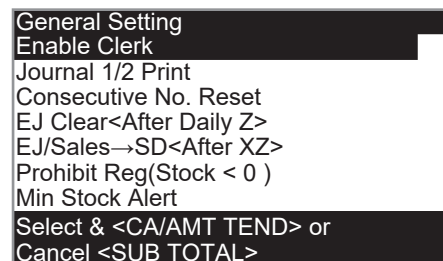 General Setting
Enable Clerk
Journal 1/2 Print
Consecutive No. Reset
EJ Clear<After Daily Z>
EJ/Sales→SD<After XZ>
Prohibit Reg(Stock < 0 )
Min Stock Alert
Select & <CA/AMT TEND> or
Cancel <SUB TOTAL>